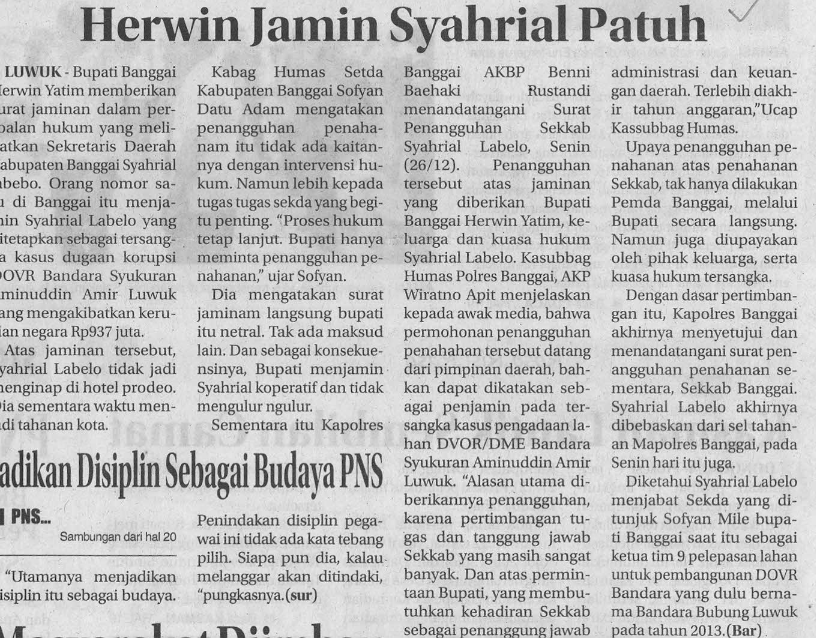 Herwin Jamin Syahrial Patuh
LUWUK - Bupati Banggai
Herwin Yatim memberikan
urat jaminan dalam per-
oalan hukum yang meli-
atkan Sekretaris Daerah
abupaten Banggai Syahrial
abebo. Orang nomor sa-
u di Banggai itu menja-
min Syahrial Labelo yang
itetapkan sebagai tersang-
a kasus dugaan korupsi
DOVR Bandara Syukuran
minuddin Amir Luwuk
ang mengakibatkan keru-
ian negara Rp937 juta.
Atas jaminan tersebut,
yahrial Labelo tidak jadi
menginap di hotel prodeo.
Dia sementara waktu men-
adi tahanan kota.
Kabag Humas Setda
Kabupaten Banggai Sofyan
Datu Adam mengatakan
penangguhan penaha-
nam itu tidak ada kaitan-
nya dengan intervensi hu-
kum. Namun lebih kepada
tugas tugas sekda yang begi-
tu penting. “Proses hukum
tetap lanjut. Bupati hanya
meminta penangguhan pe-
nahanan,” ujar Sofyan.
Dia mengatakan surat
jaminam langsung bupati
itu netral. Tak ada maksud
lain. Dan sebagai konsekue-
nsinya, Bupati menjamin
Syahrial koperatif dan tidak
mengulur ngulur.
Sementara itu Kapolres
Banggai AKBP Benni
Baehaki Rustandi
menandatangani Surat
Penangguhan Sekkab
Syahrial Labelo, Senin
(26/12). Penangguhan
tersebut atas jaminan
yang diberikan Bupati
Banggai Herwin Yatim, ke-
luarga dan kuasa hukum
Syahrial Labelo. Kasubbag
Humas Polres Banggai, AKP
Wiratno Apit menjelaskan
kepada awak media, bahwa
permohonan penangguhan
penahahan tersebut datang
dari pimpinan daerah, bah-
kan dapat dikatakan seb-
agai penjamin pada ter-
sangka kasus pengadaan la-
han DVOR/DME Bandara
Syukuran Aminuddin Amir
Luwuk. “Alasan utama di-
berikannya penangguhan,
karena pertimbangan tu-
gas dan tanggung jawab
Sekkab yang masih sangat
banyak. Dan atas permin-
taan Bupati, yang membu-
tuhkan kehadiran Sekkab
sebagai penanggung jawab
administrasi dan keuan-
gan daerah. Terlebih diakh-
ir tahun anggaran,”Ucap
Kassubbag Humas.
Upaya penangguhan pe-
nahanan atas penahanan
Sekkab, tak hanya dilakukan
Pemda Banggai, melalui
Bupati secara langsung.
Namun juga diupayakan
oleh pihak keluarga, serta
kuasa hukum tersangka.
Dengan dasar pertimban-
gan itu, Kapolres Banggai
akhirnya menyetujui dan
menandatangani surat pen-
angguhan penahanan se-
mentara, Sekkab Banggai.
Syahrial Labelo akhirnya
dibebaskan dari sel tahan-
an Mapolres Banggai, pada
Senin hari itu juga.
Diketahui Syahrial Labelo
menjabat Sekda yang di-
tunjuk Sofyan Mile bupa-
ti Banggai saat itu sebagai
ketua tim 9 pelepasan lahan
untuk pembangunan DOVR
Bandara yang dulu berna-
ma Bandara Bubung Luwuk
pada tahun 2013.(Bar)
adikan Disiplin Sebagai Budaya PNS
PNS...
Sambungan dari hal 20
“Utamanya menjadikan
isiplin itu sebagai budaya.
Penindakan disiplin pega-
wai ini tidak ada kata tebang
pilih. Siapa pun dia, kalau
melanggar akan ditindaki,
“pungkasnya.(sur)